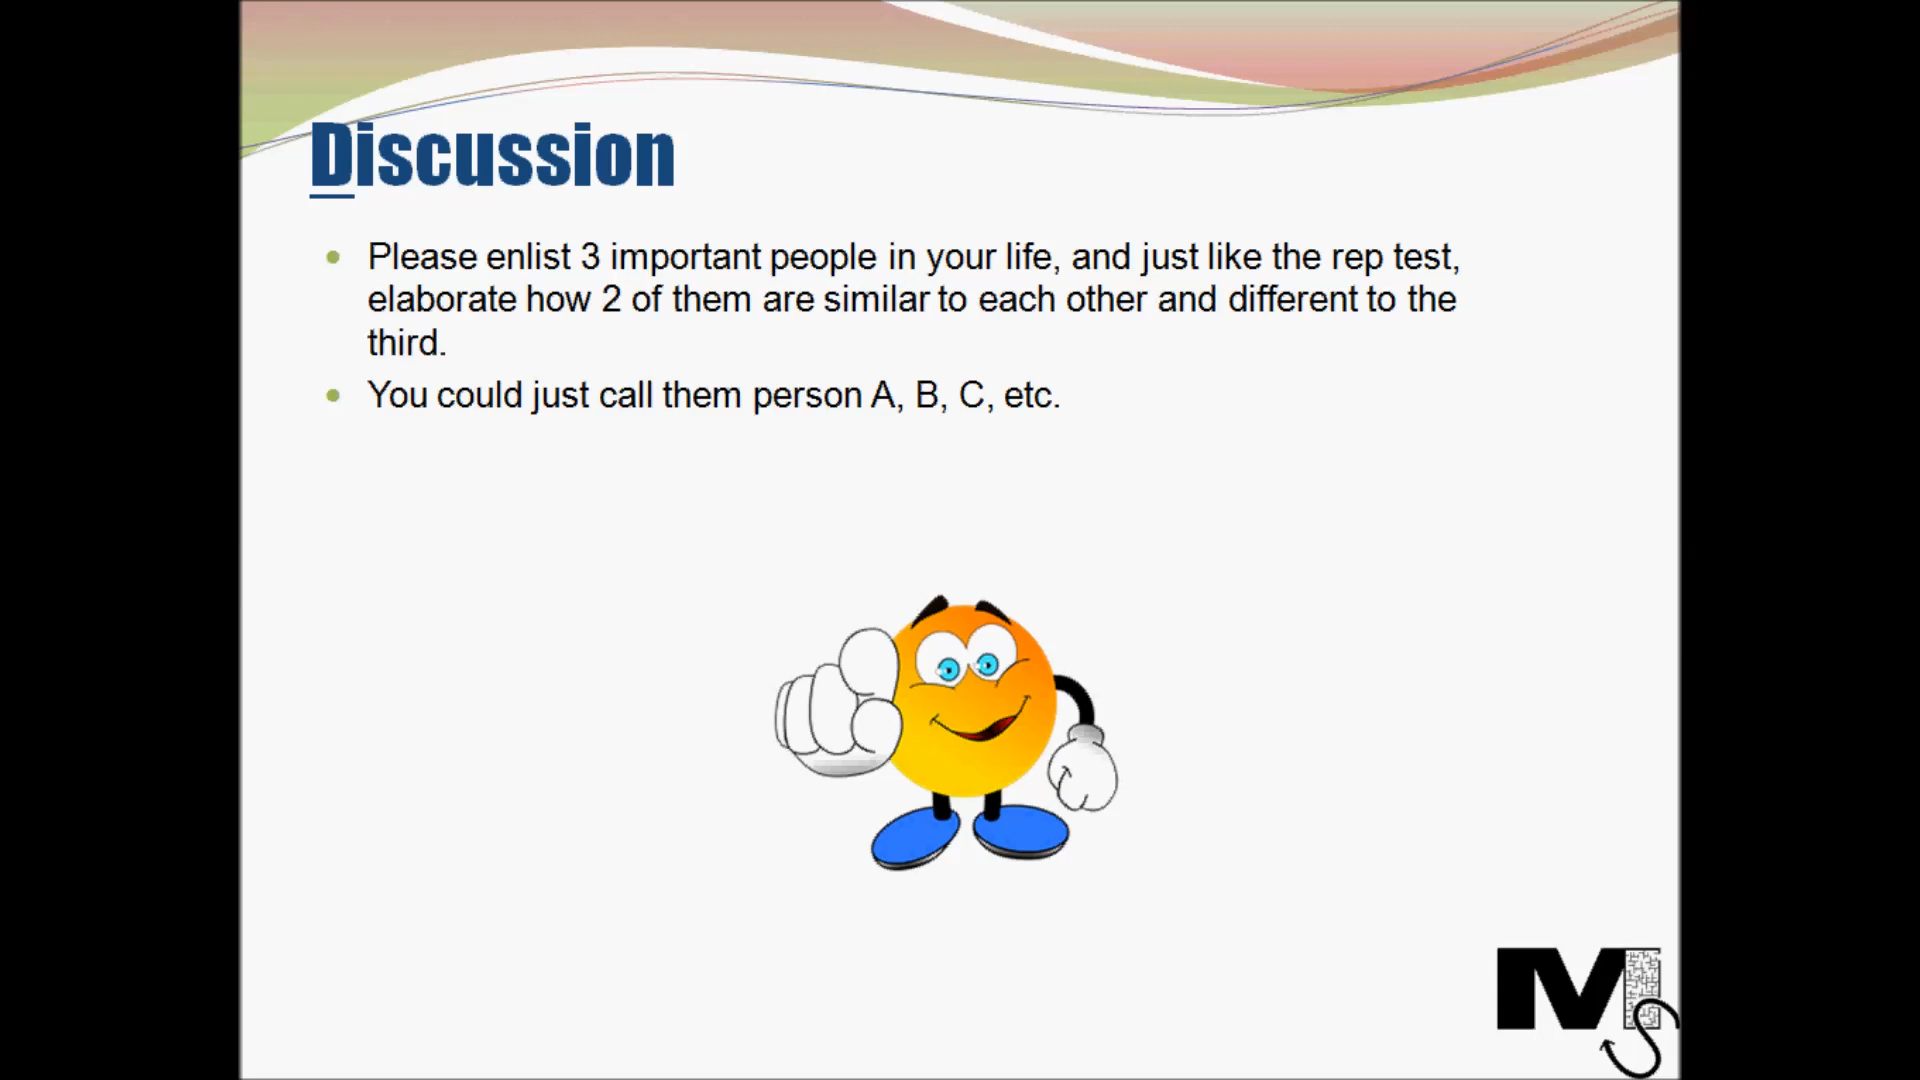 Discussion
Please enlist 3 important people in your life, and just like the rep test,
elaborate how 2 of them are similar to each other and different to the
third.
You could just call them person A, B, C, etc.
M